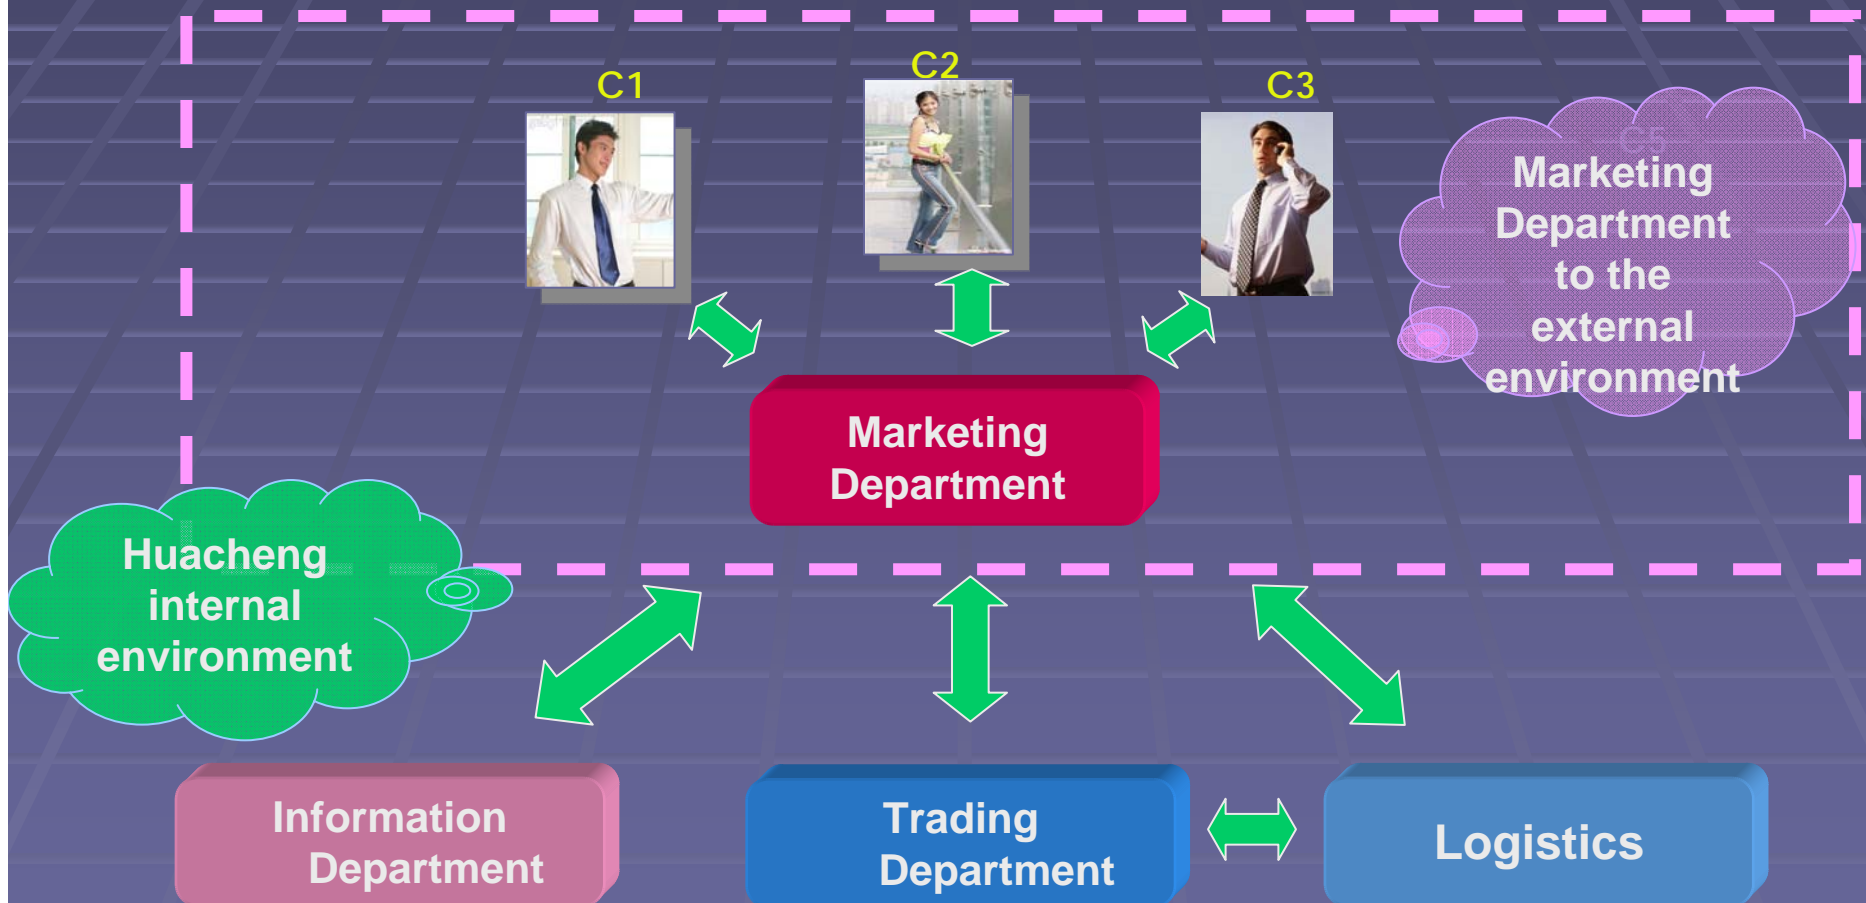 C1
C2
C3
C5
Marketing
Department
to the
external
environment
Marketing
Department
Huacheng
internal
environment
Information
Department
Trading
Department
Logistics